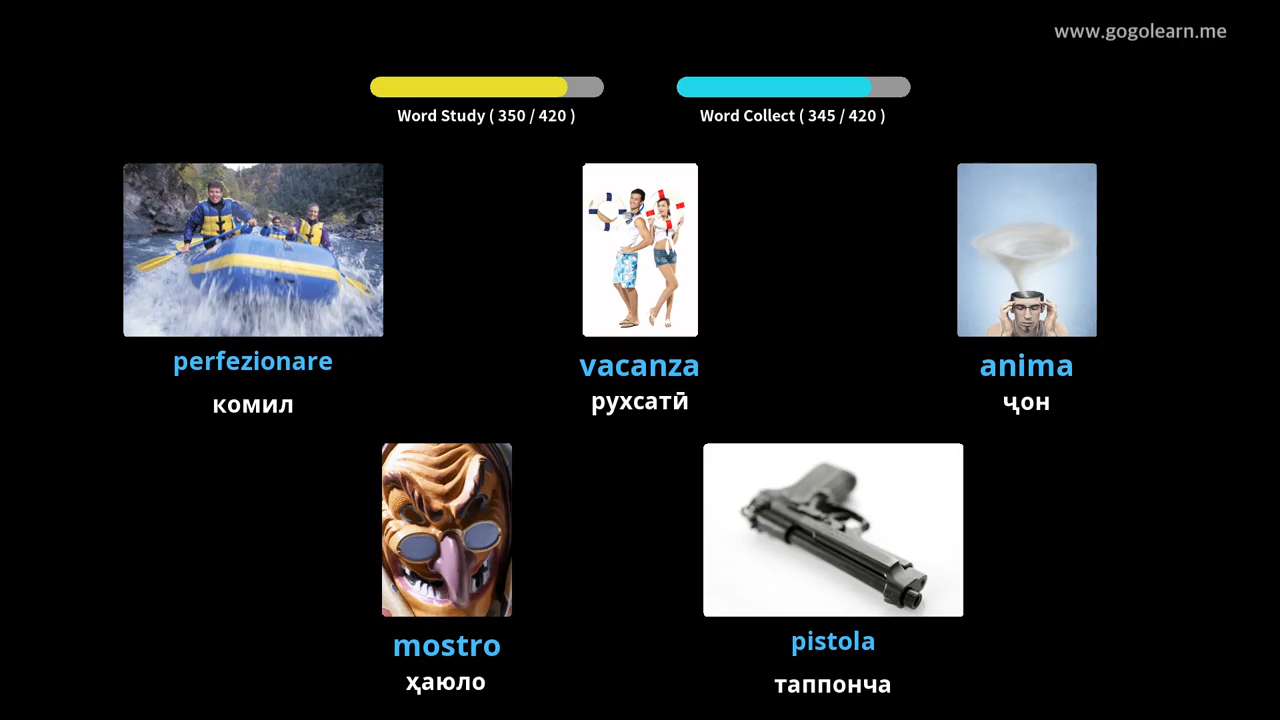 www.gogolearn.me
Word Study ( 350 / 420 )
Word Collect ( 345 / 420 )
perfezionare
комил
vacanza
рухсатӣ
anima
ҷон
mostro
ҳаюло
pistola
таппонча